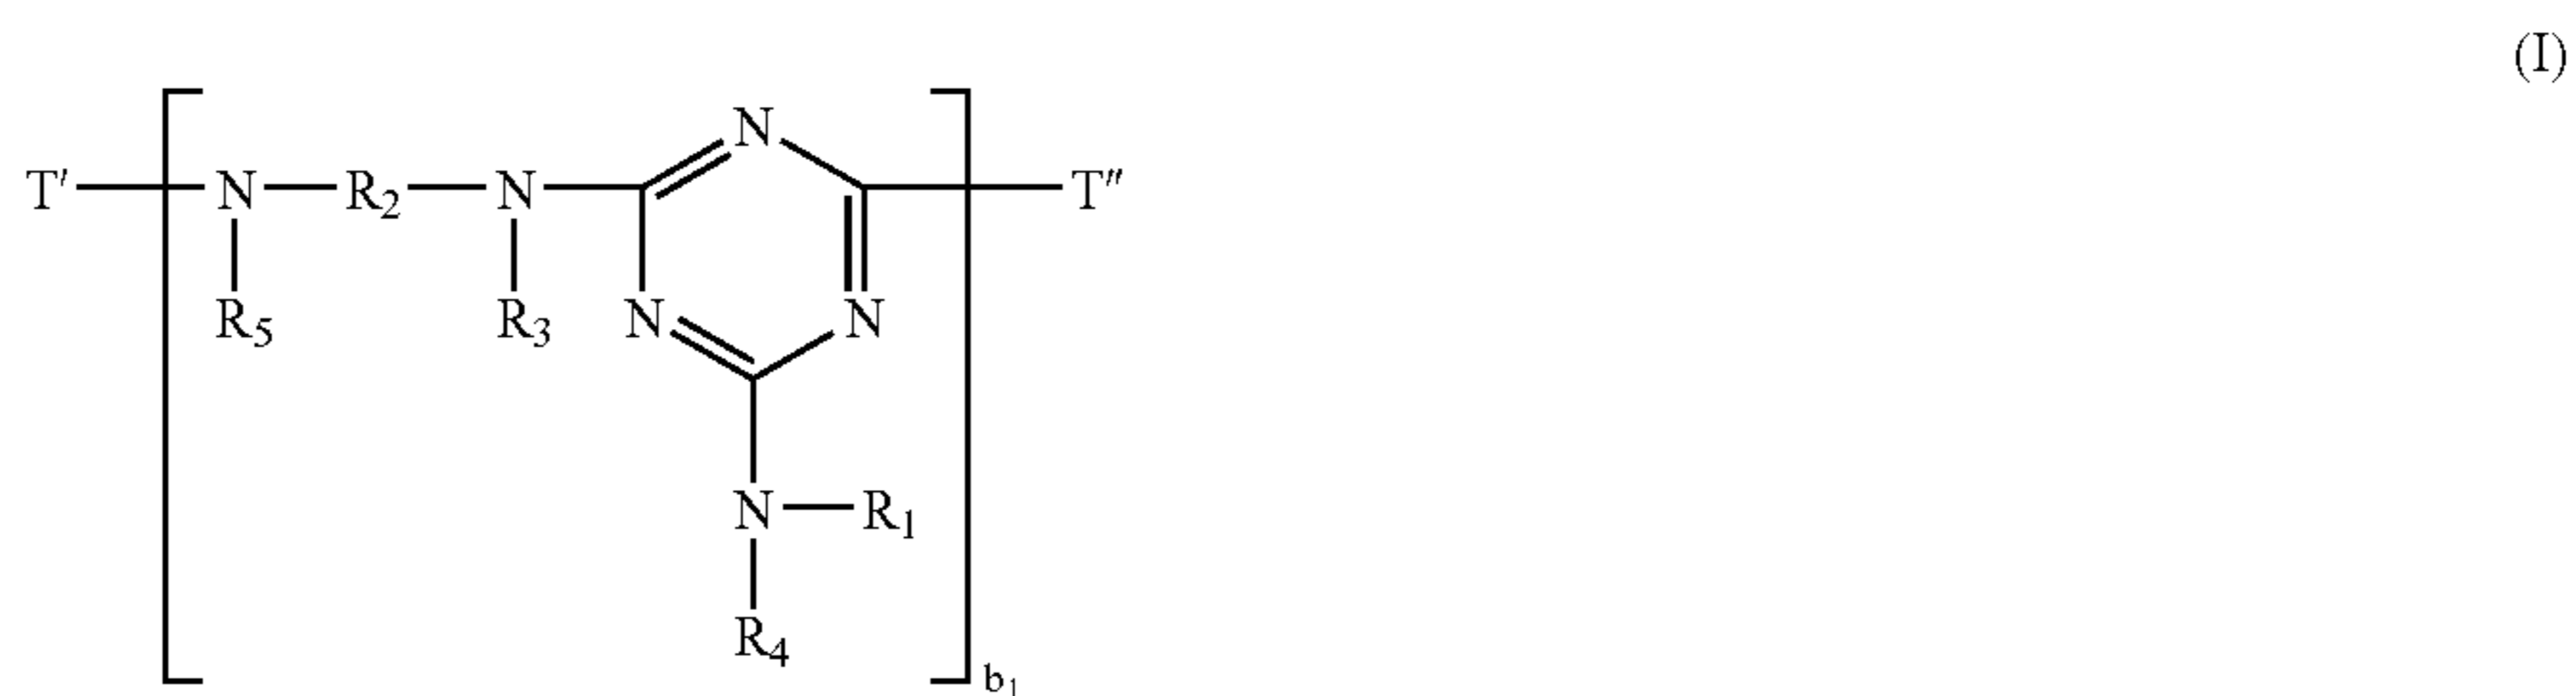 (I)
N
T′ N R₂ N T″
R₅ R₃ N N
N R₁
R₄
b₁